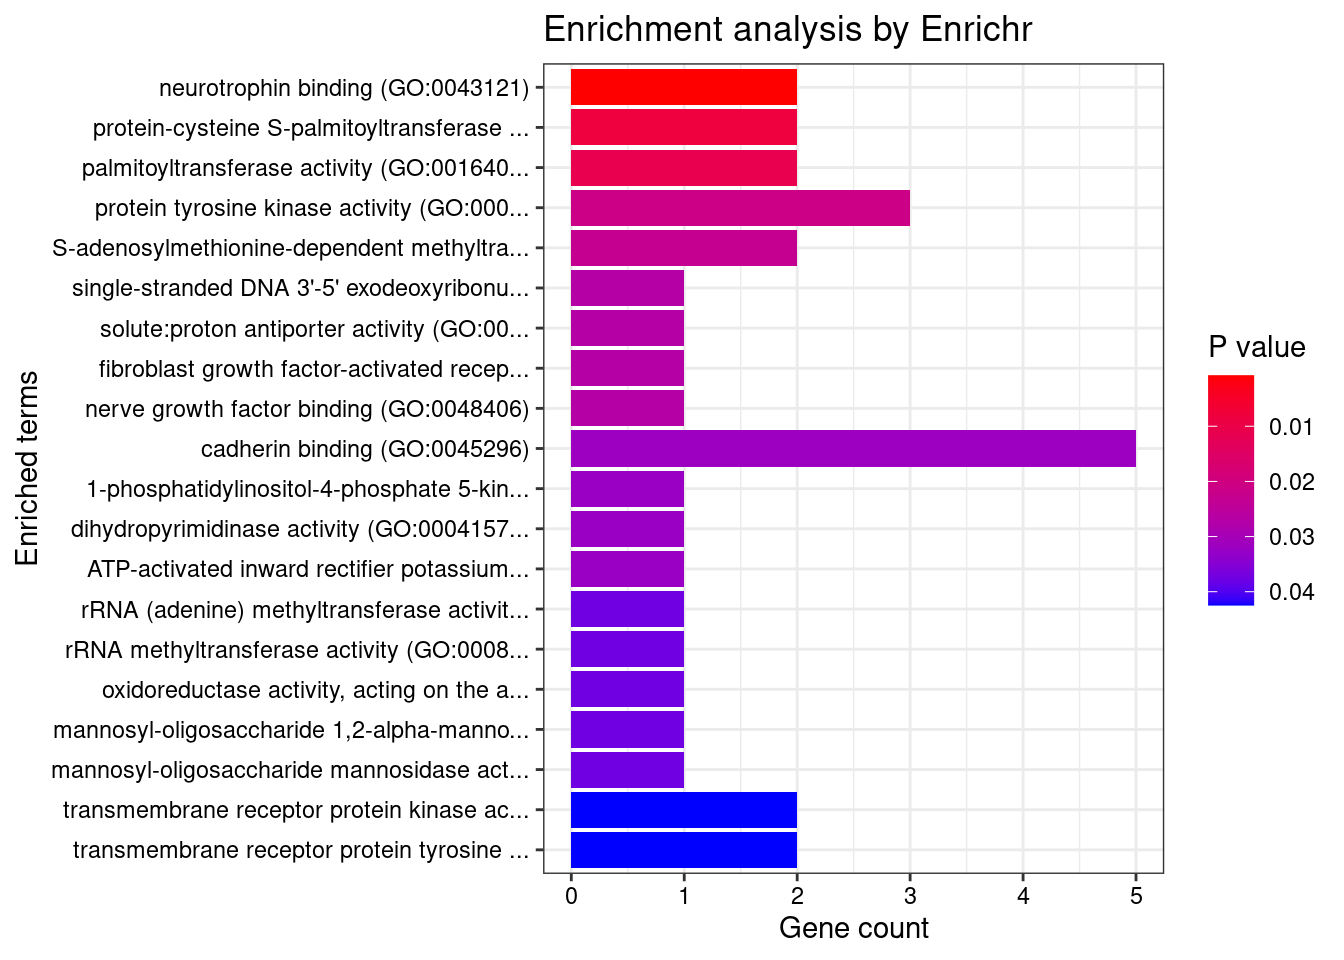 Enrichment analysis by Enrichr
neurotrophin binding (GO:0043121)
protein-cysteine S-palmitoyltransferase ...
palmitoyltransferase activity (GO:001640...
protein tyrosine kinase activity (GO:000...
S-adenosylmethionine-dependent methyltra...
single-stranded DNA 3'-5' exodeoxyribonu...
solute:proton antiporter activity (GO:00...
fibroblast growth factor-activated recep...
nerve growth factor binding (GO:0048406)
cadherin binding (GO:0045296)
1-phosphatidylinositol-4-phosphate 5-kin...
dihydropyrimidinase activity (GO:0004157...
ATP-activated inward rectifier potassium...
rRNA (adenine) methyltransferase activit...
rRNA methyltransferase activity (GO:0008...
oxidoreductase activity, acting on the a...
mannosyl-oligosaccharide 1,2-alpha-manno...
mannosyl-oligosaccharide mannosidase act...
transmembrane receptor protein kinase ac...
transmembrane receptor protein tyrosine ...
Enriched terms
0 1 2 3 4 5
Gene count
P value
0.01
0.02
0.03
0.04